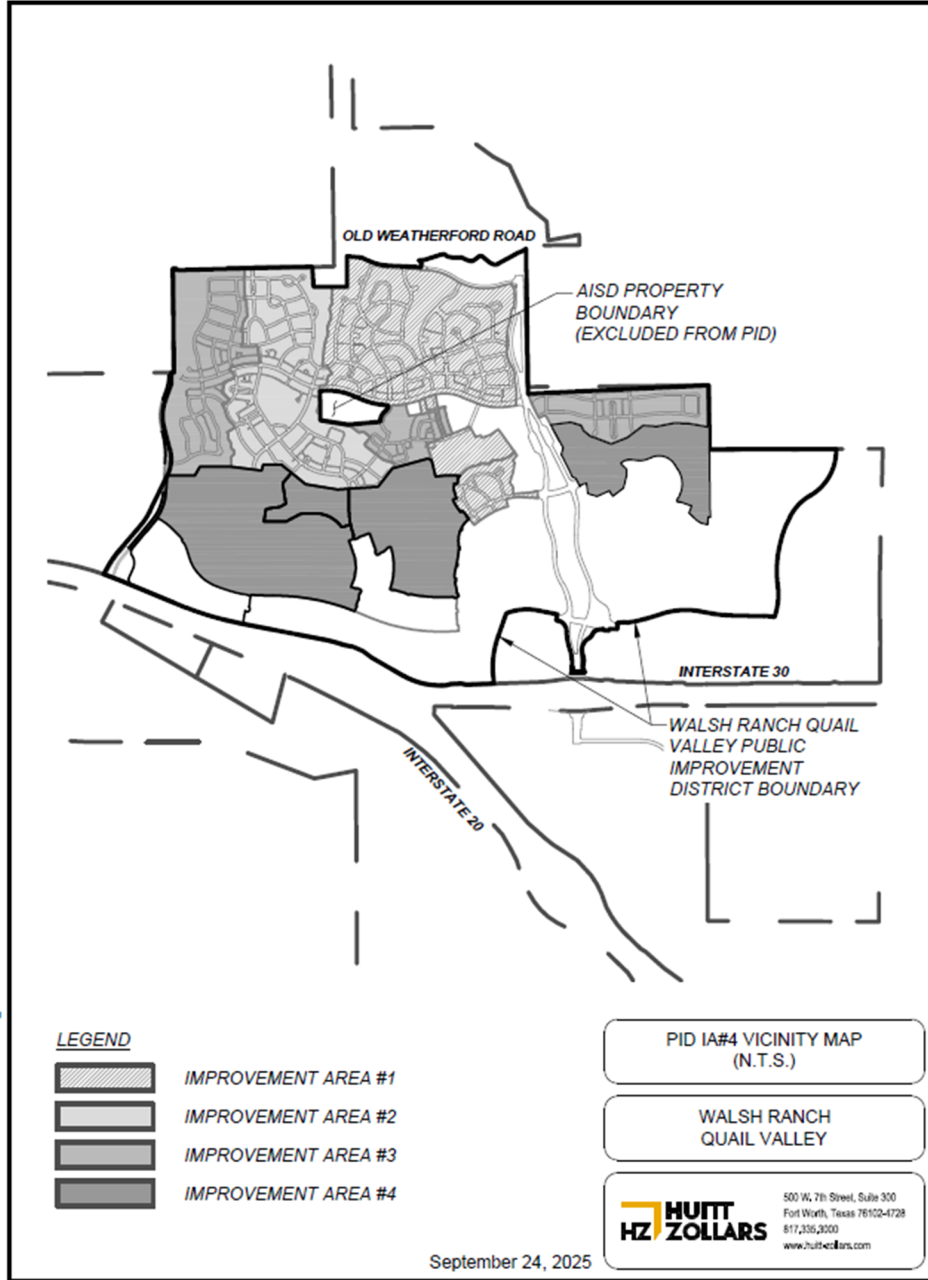 OLD WEATHERFORD ROAD
AISD PROPERTY
BOUNDARY
(EXCLUDED FROM PID)
INTERSTATE 30
WALSH RANCH QUAIL
VALLEY PUBLIC
IMPROVEMENT
DISTRICT BOUNDARY
INTERSTATE 20
LEGEND
IMPROVEMENT AREA #1
IMPROVEMENT AREA #2
IMPROVEMENT AREA #3
IMPROVEMENT AREA #4
PID IA#4 VICINITY MAP
(N.T.S.)
WALSH RANCH
QUAIL VALLEY
HZ HUITT
ZOLLARS
500 W. 7th Street, Suite 300
Fort Worth, Texas 76102-4728
817.335.3000
www.huitt-zollars.com
September 24, 2025